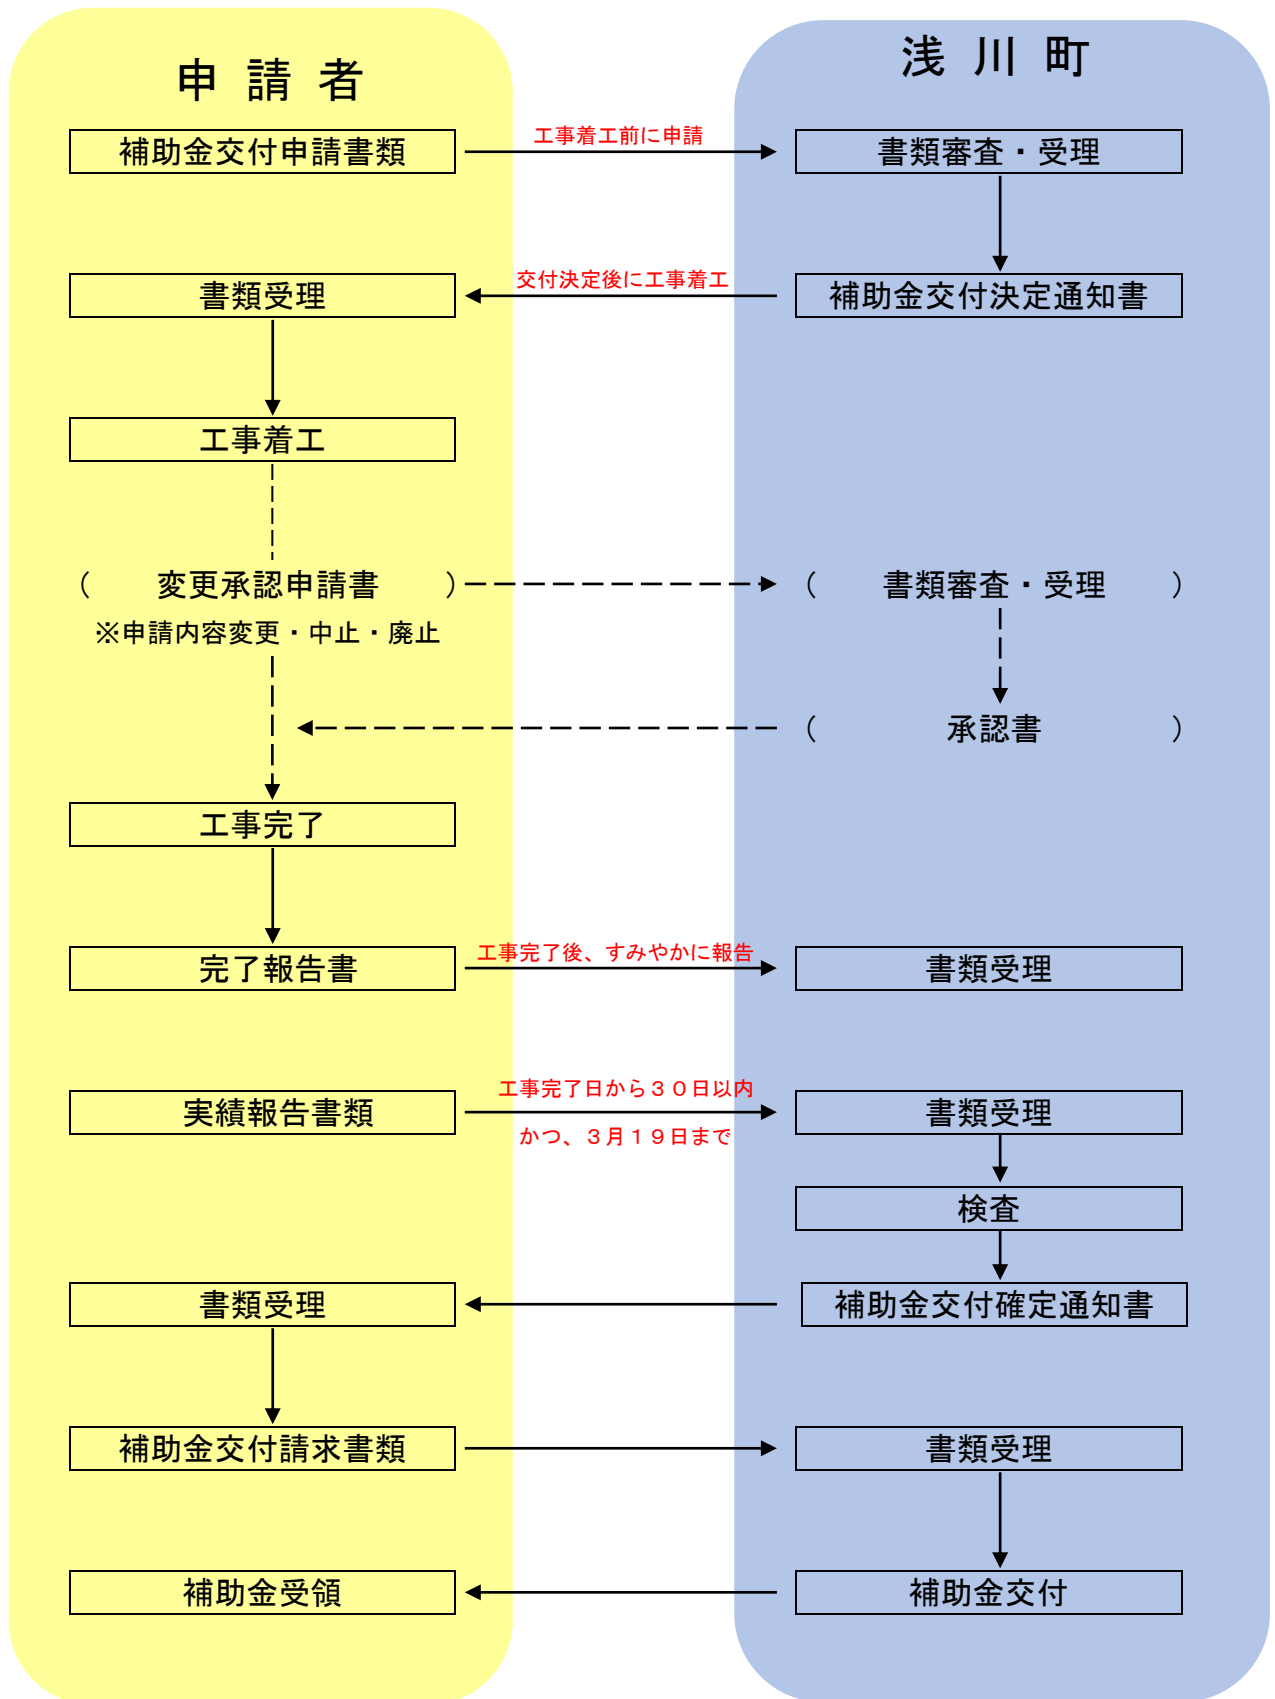 申 請 者
浅 川 町
補助金交付申請書類
工事着工前に申請
書類審査・受理
書類受理
交付決定後に工事着工
補助金交付決定通知書
工事着工
（　変更承認申請書　）
（　書類審査・受理　）
※申請内容変更・中止・廃止
（　承認書　）
工事完了
完了報告書
工事完了後、すみやかに報告
書類受理
実績報告書類
工事完了日から３０日以内
かつ、３月１９日まで
書類受理
検査
書類受理
補助金交付確定通知書
補助金交付請求書類
書類受理
補助金受領
補助金交付